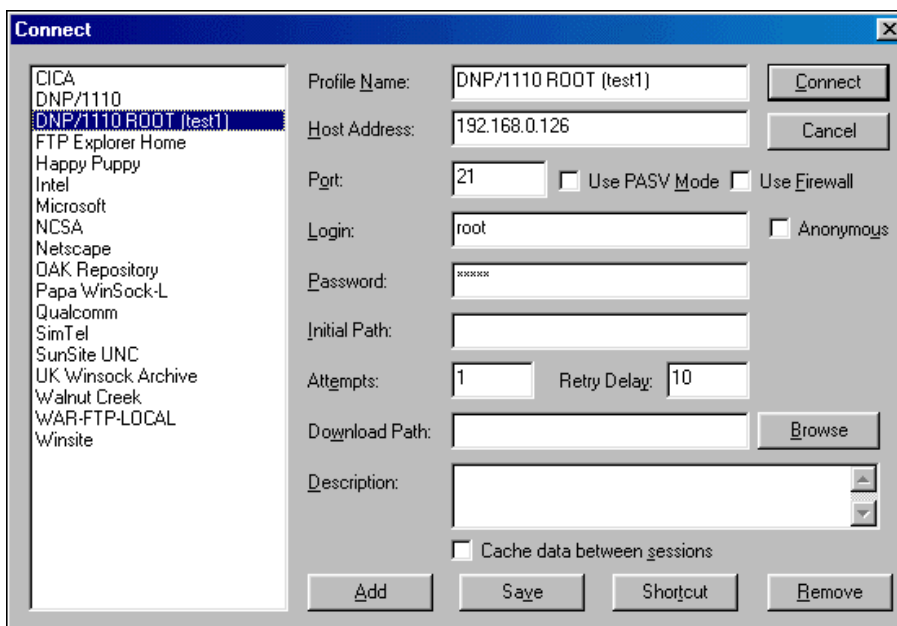 Connect
CICA
DNP/1110
DNP/1110 ROOT (test1)
FTP Explorer Home
Happy Puppy
Intel
Microsoft
NCSA
Netscape
OAK Repository
Papa WinSock-L
Qualcomm
SimTel
SunSite UNC
UK Winsock Archive
Walnut Creek
WAR-FTP-LOCAL
Winsite
Profile Name: DNP/1110 ROOT (test1) Connect
Host Address: 192.168.0.126 Cancel
Port: 21 Use PASV Mode Use Firewall
Login: root Anonymous
Password: *****
Initial Path:
Attempts: 1 Retry Delay: 10
Download Path: Browse
Description:
Cache data between sessions
Add Save Shortcut Remove